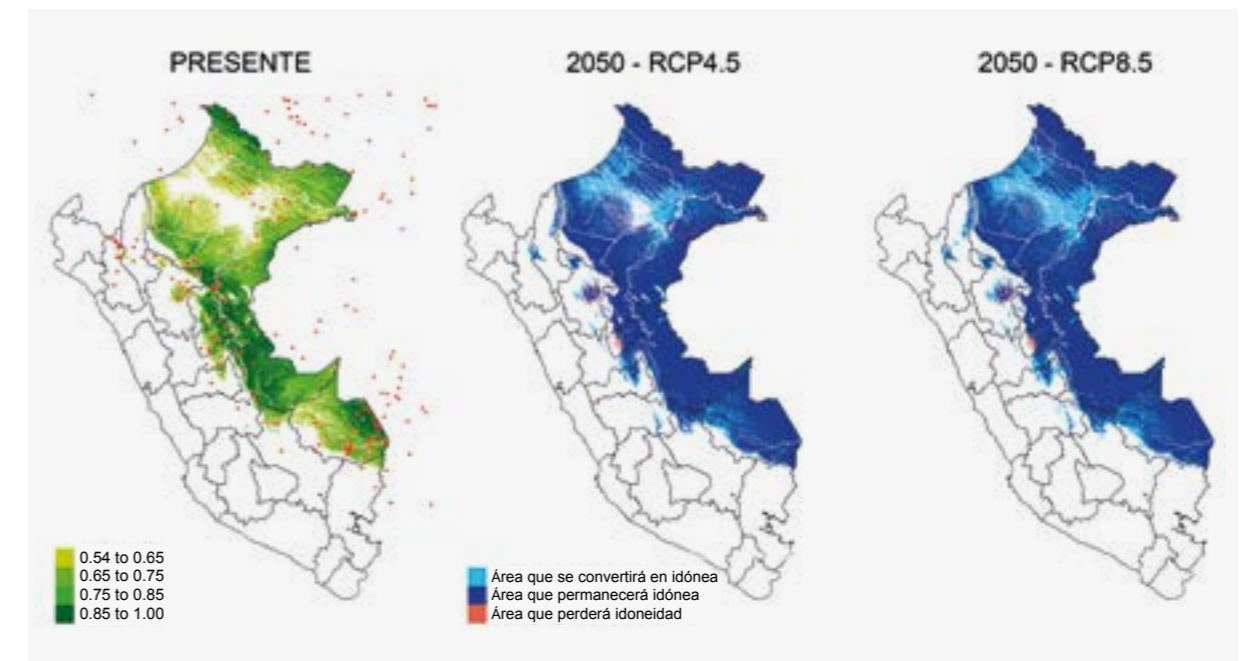 PRESENTE
2050 - RCP4.5
2050 - RCP8.5
0.54 to 0.65
0.65 to 0.75
0.75 to 0.85
0.85 to 1.00
Área que se convertirá en idónea
Área que permanecerá idónea
Área que perderá idoneidad